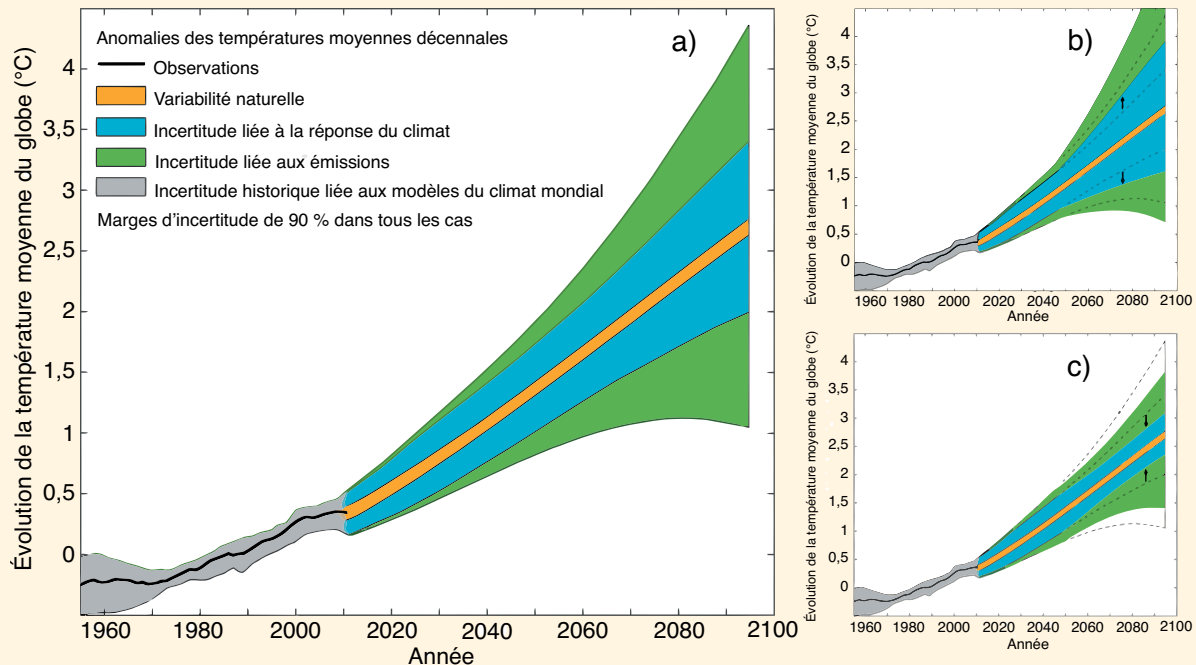 a)
Anomalies des températures moyennes décennales
Observations
Variabilité naturelle
Incertitude liée à la réponse du climat
Incertitude liée aux émissions
Incertitude historique liée aux modèles du climat mondial
Marges d'incertitude de 90 % dans tous les cas
Évolution de la température moyenne du globe (°C)
4
3,5
3
2,5
2
1,5
1
0,5
0
1960 1980 2000 2020 2040 2060 2080 2100
Année
b)
Évolution de la température moyenne du globe (°C)
4
3,5
3
2,5
2
1,5
1
0,5
0
1960 1980 2000 2020 2040 2060 2080 2100
Année
c)
Évolution de la température moyenne du globe (°C)
4
3,5
3
2,5
2
1,5
1
0,5
0
1960 1980 2000 2020 2040 2060 2080 2100
Année